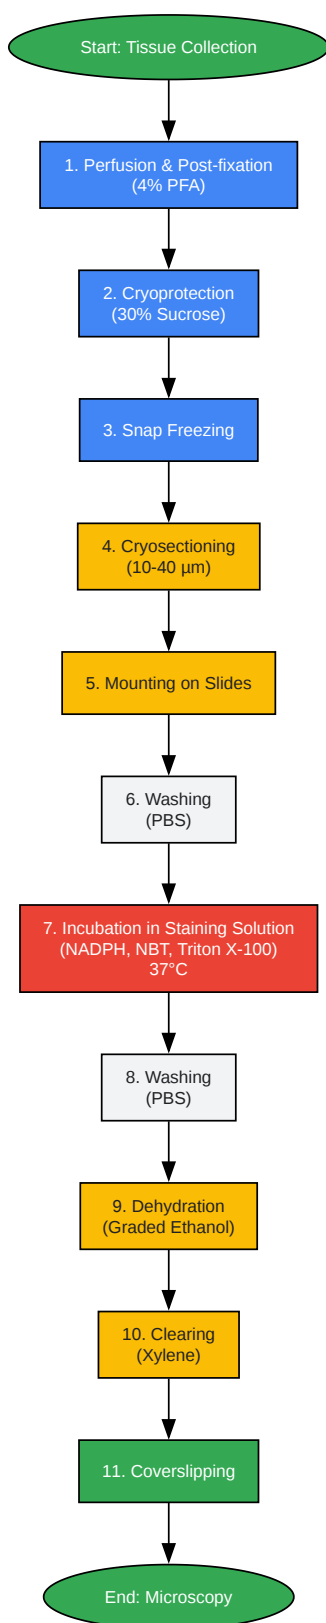 Start: Tissue Collection
1. Perfusion & Post-fixation
(4% PFA)
2. Cryoprotection
(30% Sucrose)
3. Snap Freezing
4. Cryosectioning
(10-40 µm)
5. Mounting on Slides
6. Washing
(PBS)
7. Incubation in Staining Solution
(NADPH, NBT, Triton X-100)
37°C
8. Washing
(PBS)
9. Dehydration
(Graded Ethanol)
10. Clearing
(Xylene)
11. Coverslipping
End: Microscopy